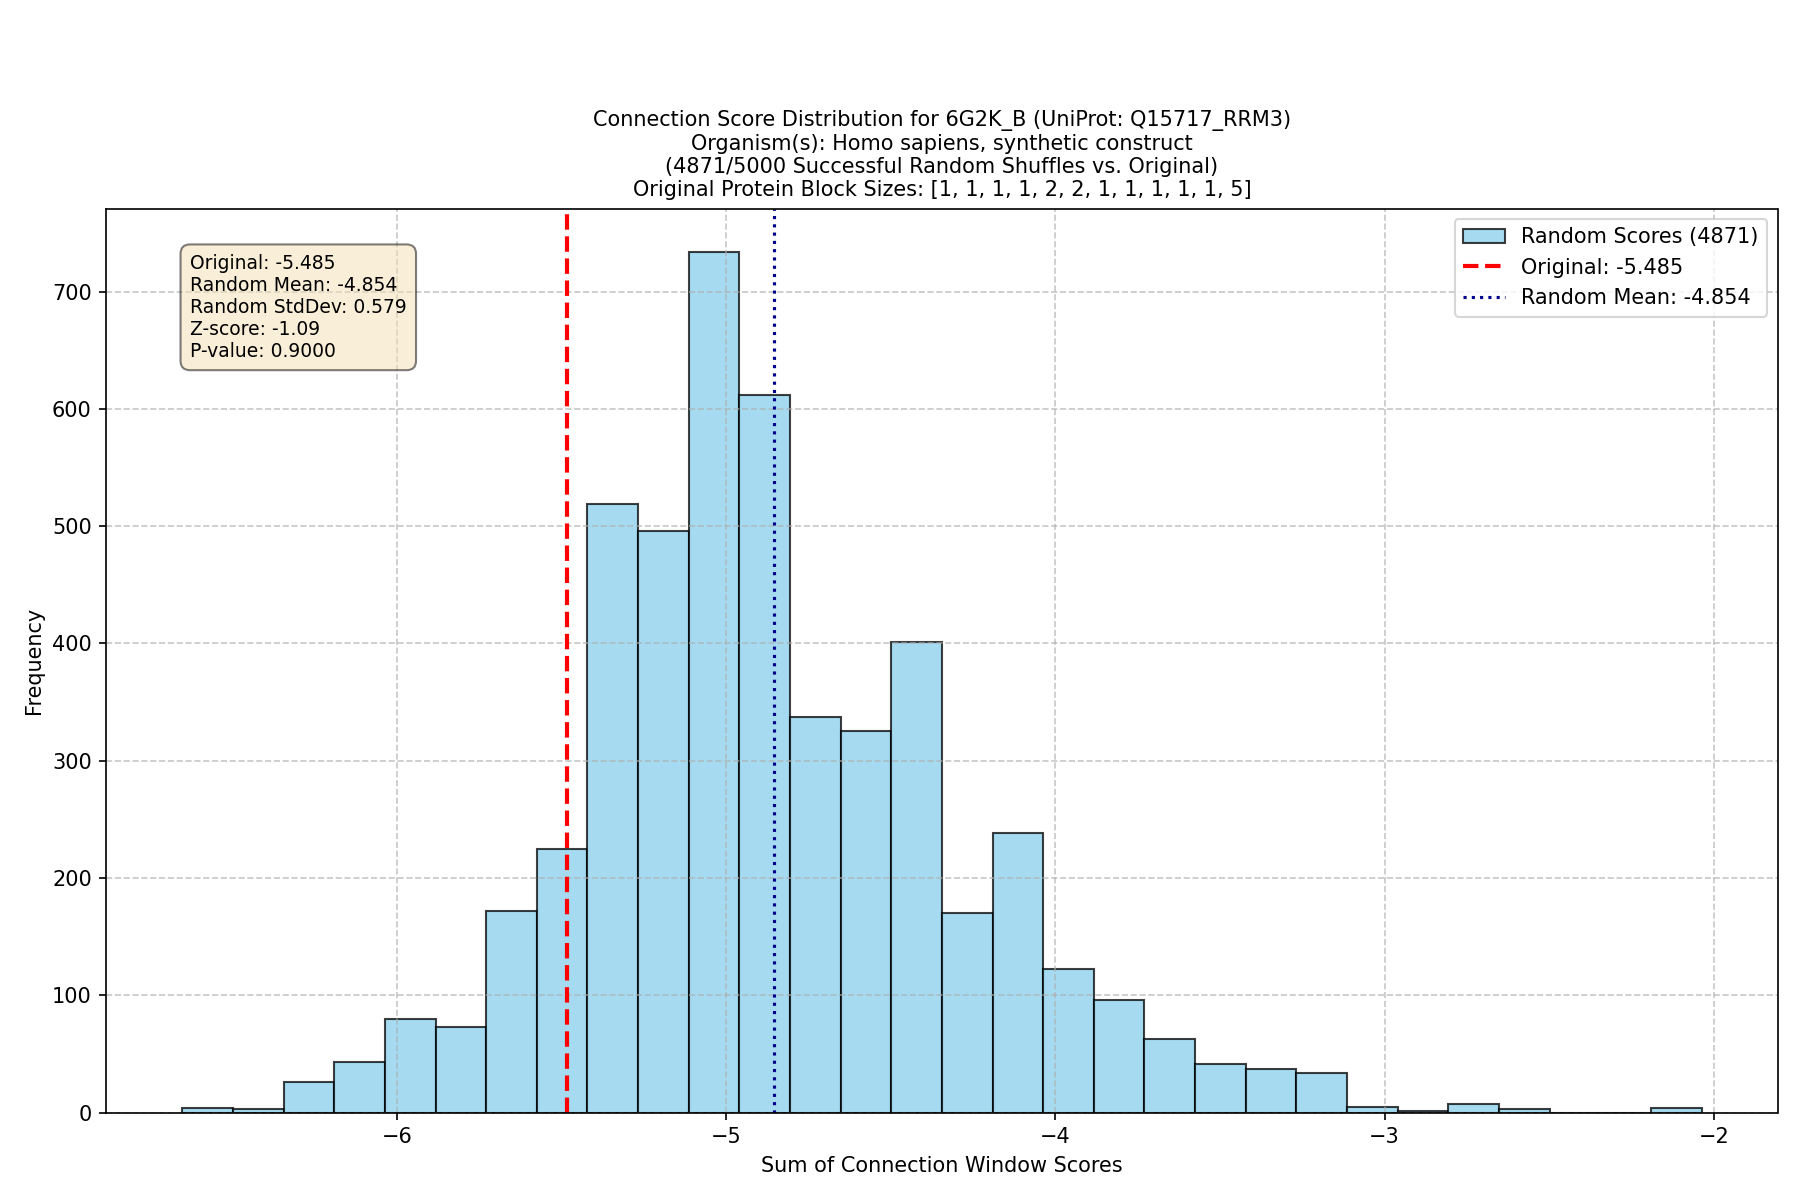 Connection Score Distribution for 6G2K_B (UniProt: Q15717_RRM3)
Organism(s): Homo sapiens, synthetic construct
(4871/5000 Successful Random Shuffles vs. Original)
Original Protein Block Sizes: [1, 1, 1, 1, 2, 2, 1, 1, 1, 1, 1, 5]
Original: -5.485
Random Mean: -4.854
Random StdDev: 0.579
Z-score: -1.09
P-value: 0.9000
Random Scores (4871)
Original: -5.485
Random Mean: -4.854
Frequency
700
600
500
400
300
200
100
0
−6
−5
−4
−3
−2
Sum of Connection Window Scores